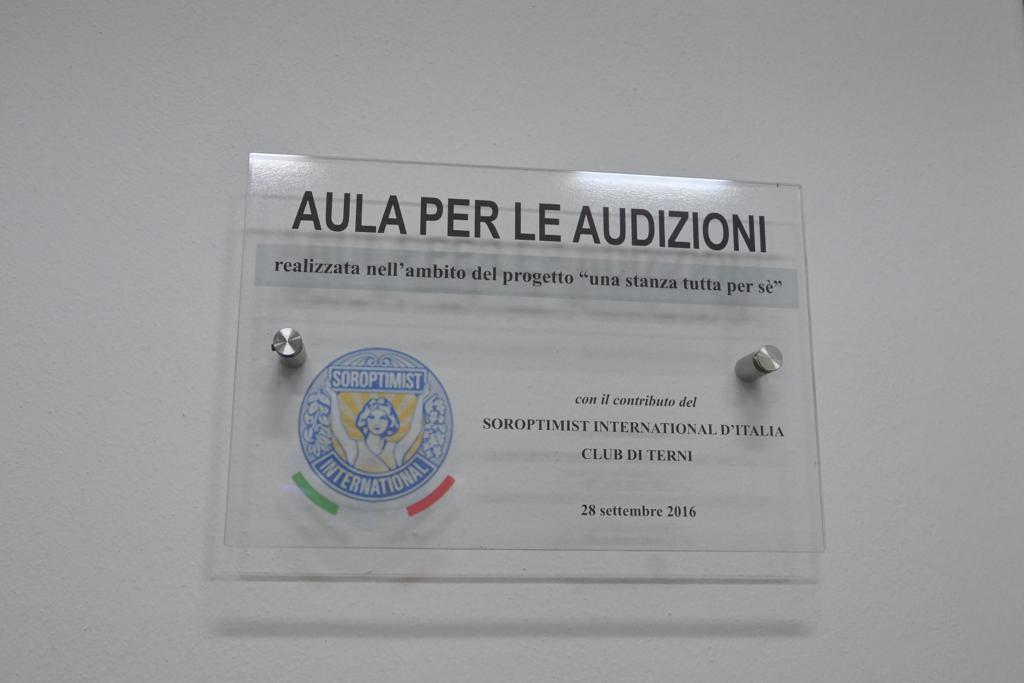 AULA PER LE AUDIZIONI
realizzata nell'ambito del progetto “una stanza tutta per sè”
SOROPTIMIST
INTERNATIONAL
con il contributo del
SOROPTIMIST INTERNATIONAL D'ITALIA
CLUB DI TERNI
28 settembre 2016